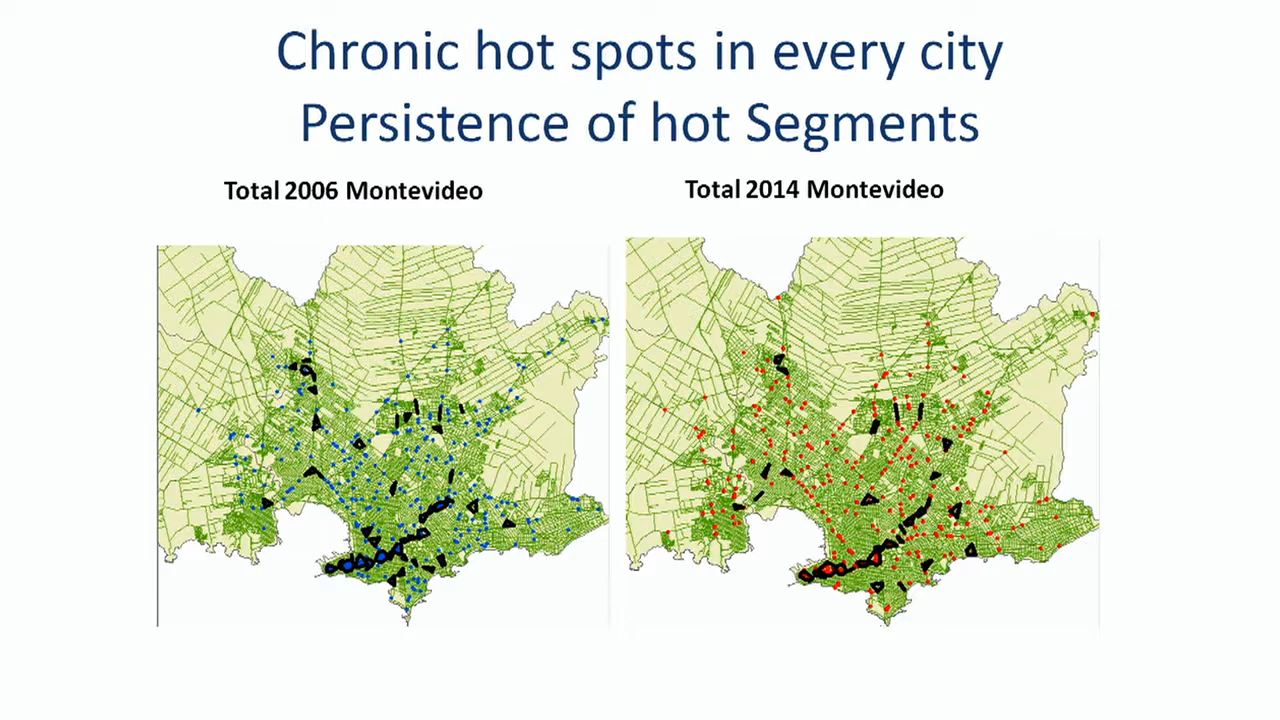 Chronic hot spots in every city
Persistence of hot Segments
Total 2006 Montevideo
Total 2014 Montevideo